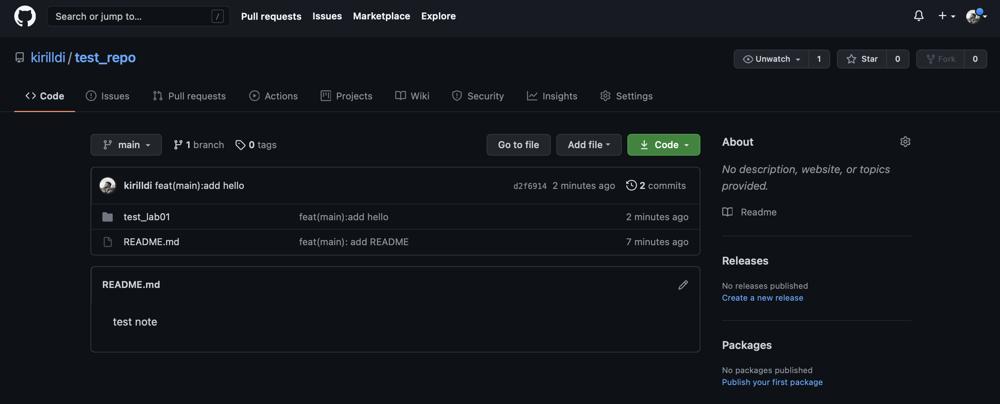 Search or jump to... / Pull requests Issues Marketplace Explore
kirilldi / test_repo Unwatch 1 Star 0 Fork 0
Code Issues Pull requests Actions Projects Wiki Security Insights Settings
main 1 branch 0 tags Go to file Add file Code
kirilldi feat(main):add hello d2f6914 2 minutes ago 2 commits
test_lab01 feat(main):add hello 2 minutes ago
README.md feat(main): add README 7 minutes ago
README.md
test note
About
No description, website, or topics
provided.
Readme
Releases
No releases published
Create a new release
Packages
No packages published
Publish your first package